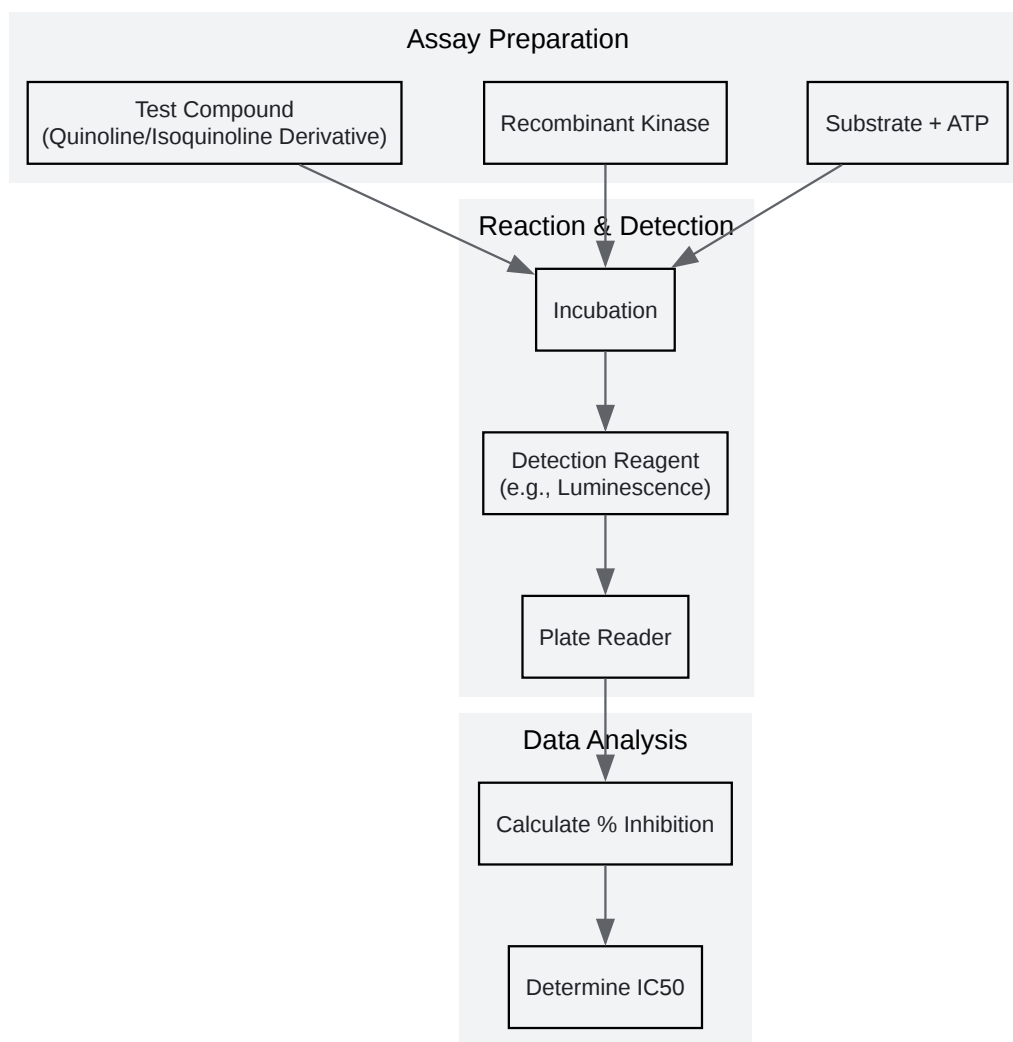 Assay Preparation
Test Compound
(Quinoline/Isoquinoline Derivative)
Recombinant Kinase
Substrate + ATP
Reaction & Detection
Incubation
Detection Reagent
(e.g., Luminescence)
Plate Reader
Data Analysis
Calculate % Inhibition
Determine IC50